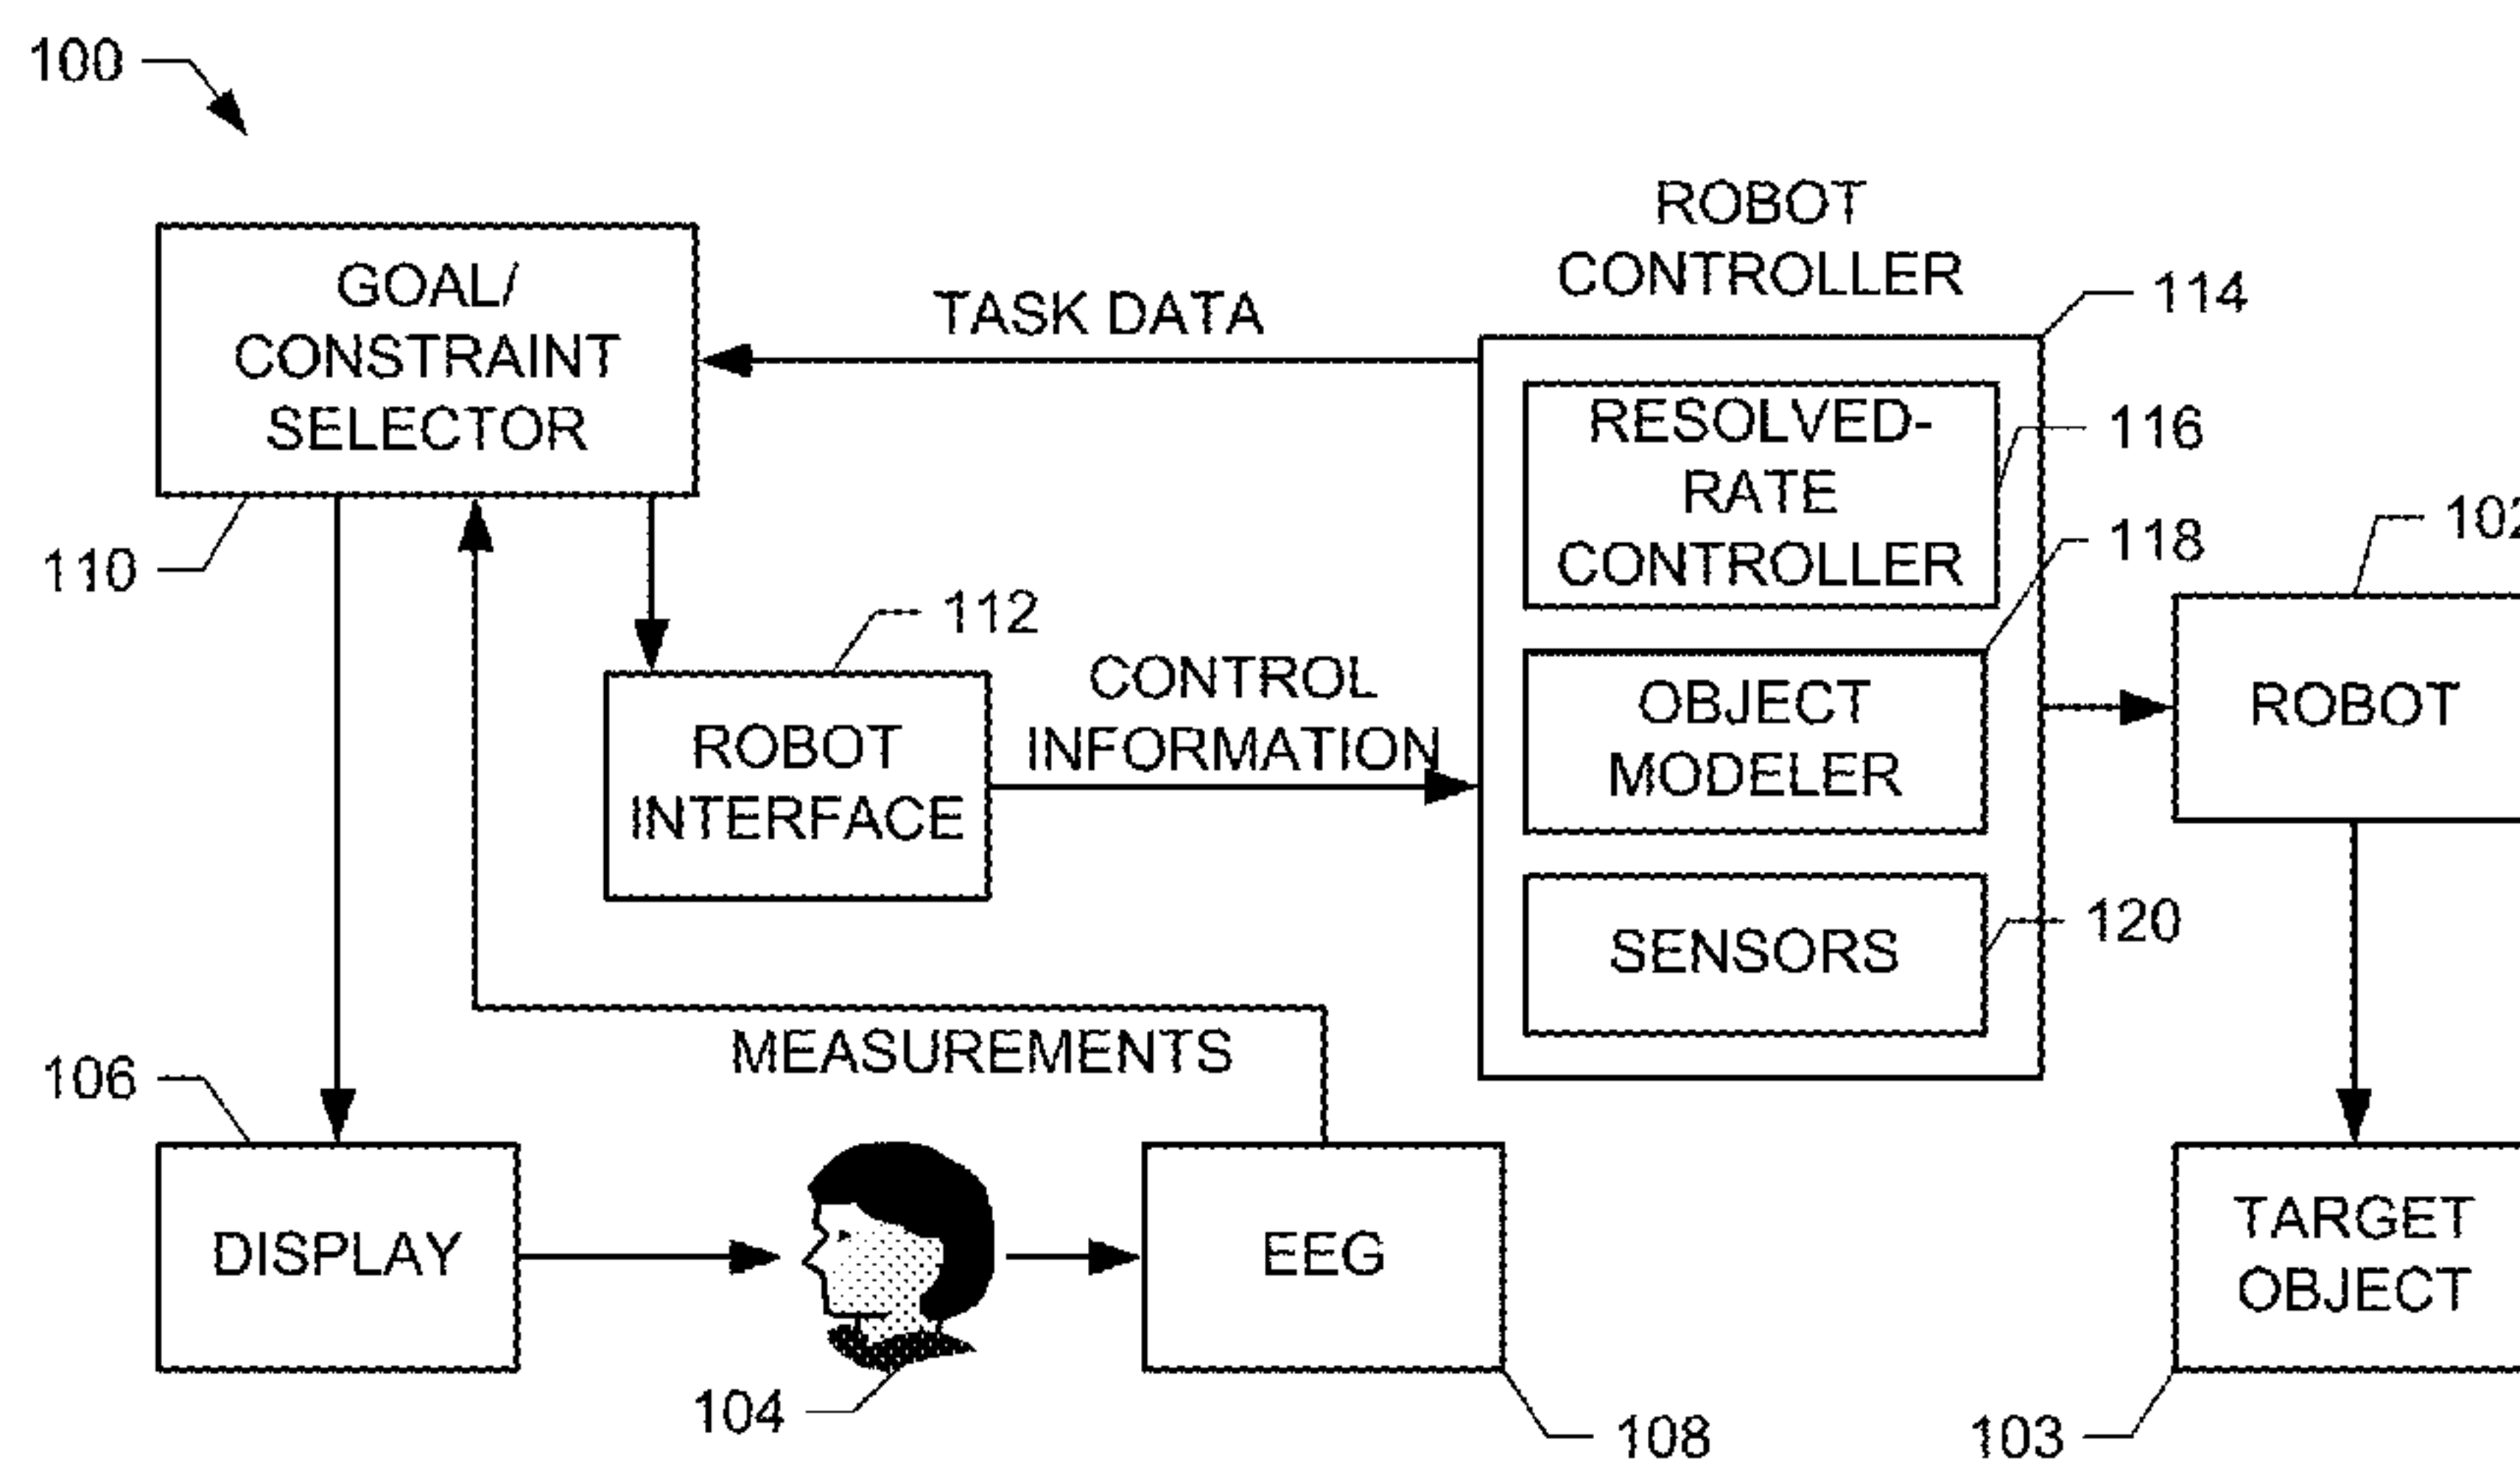 100
ROBOT
CONTROLLER
114
GOAL/
CONSTRAINT
SELECTOR
110
TASK DATA
RESOLVED-
RATE
CONTROLLER
116
118
112
ROBOT
INTERFACE
CONTROL
INFORMATION
OBJECT
MODELER
102
ROBOT
SENSORS
120
MEASUREMENTS
106
DISPLAY
104
EEG
108
TARGET
OBJECT
103